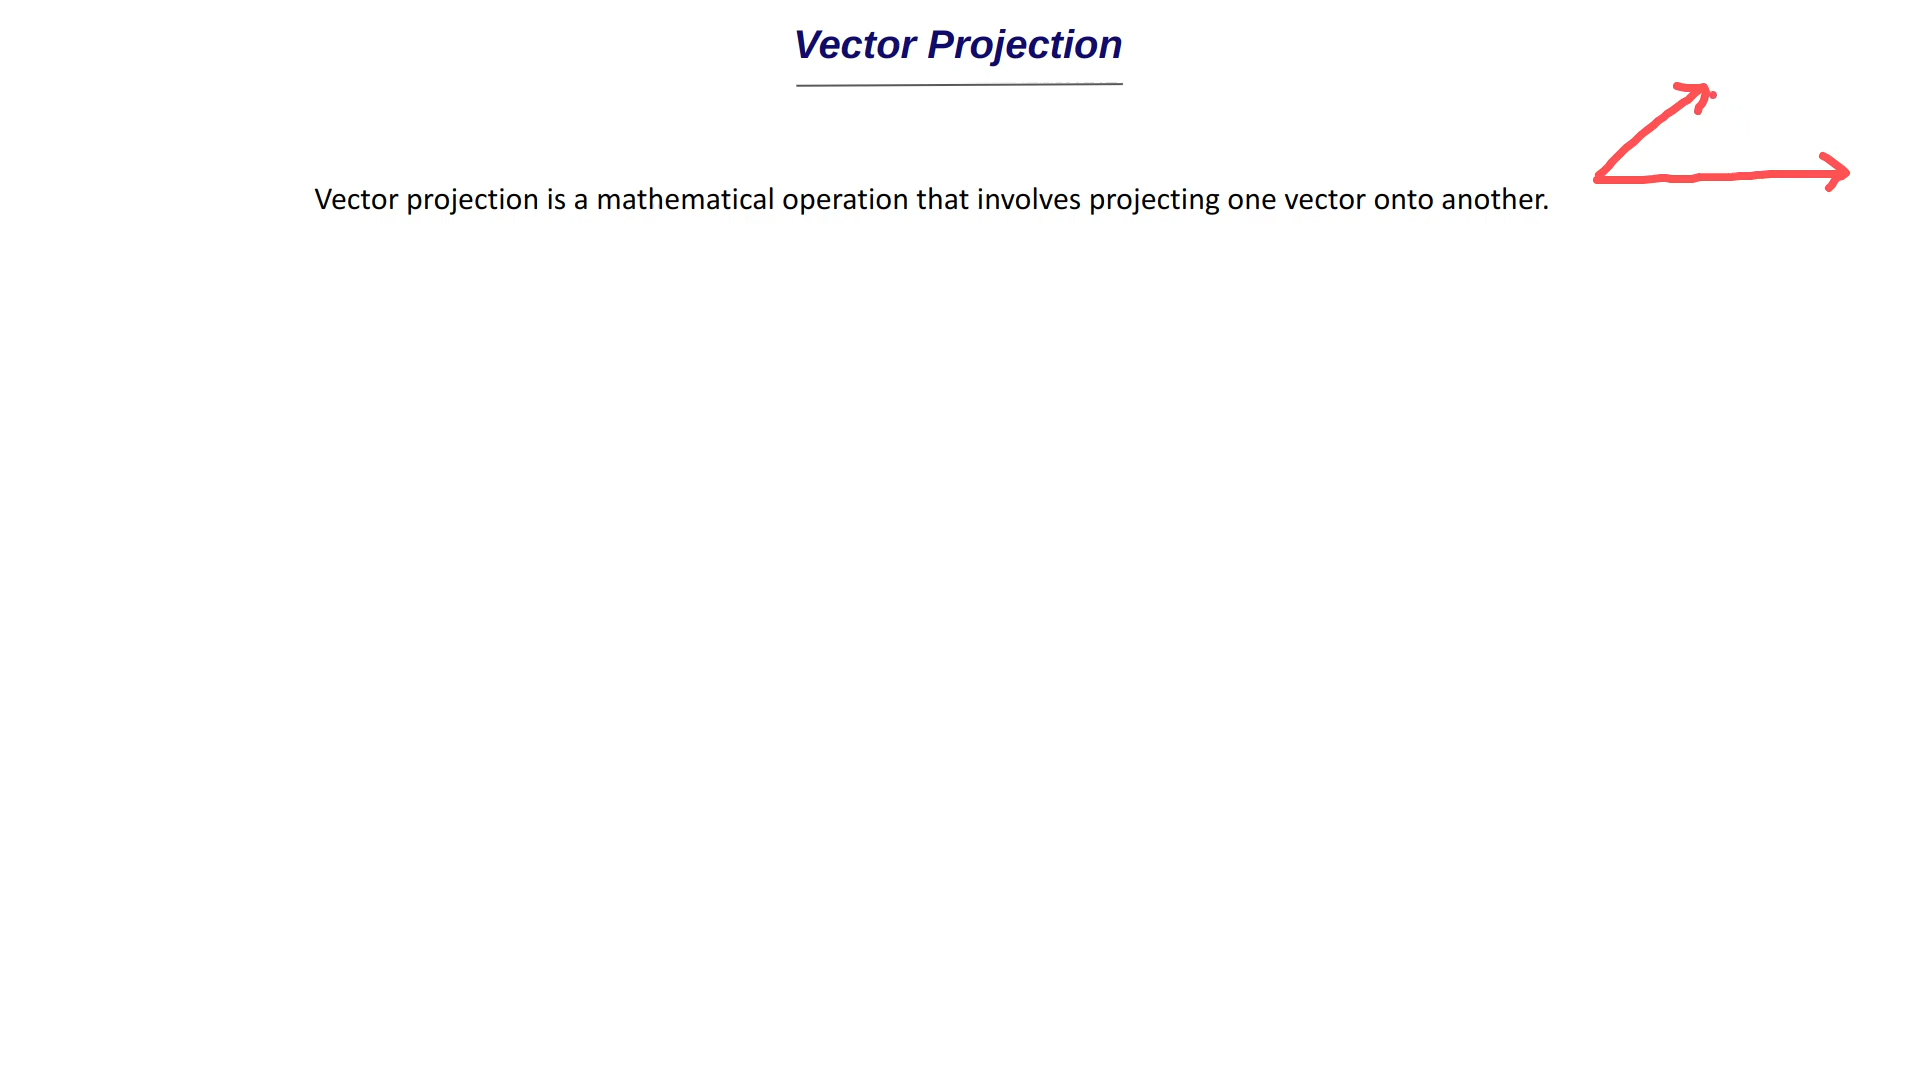 Vector Projection
Vector projection is a mathematical operation that involves projecting one vector onto another.